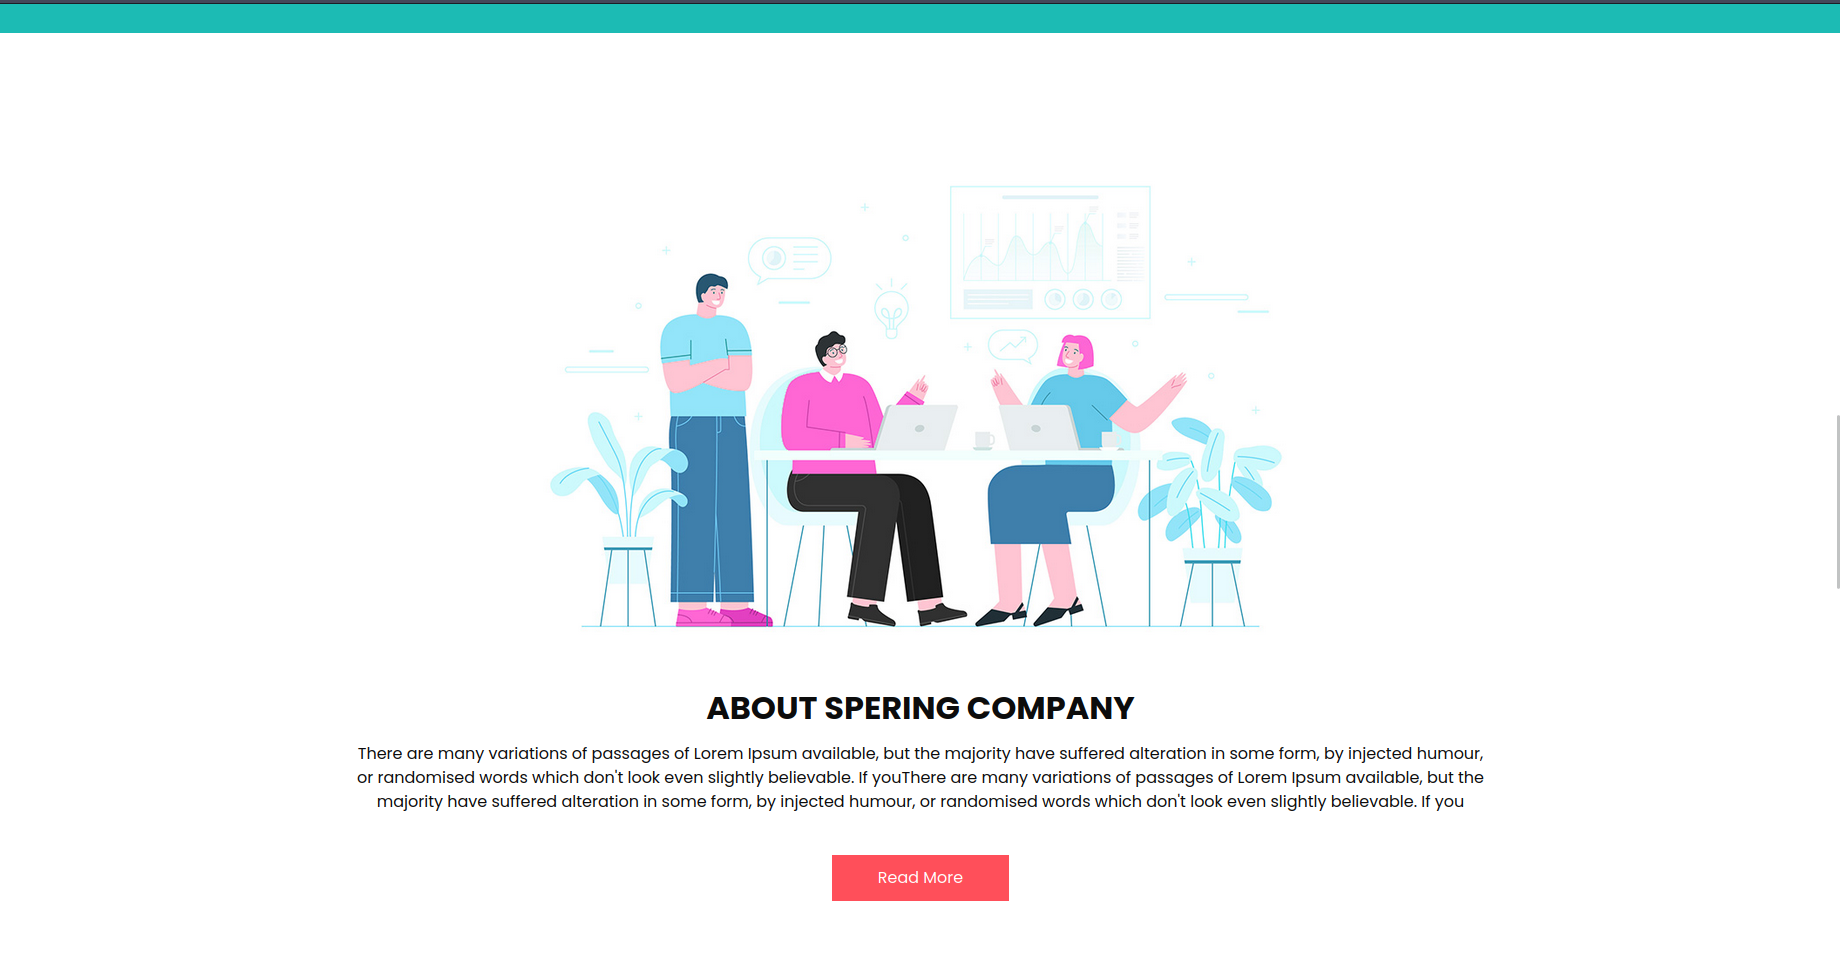 ABOUT SPERING COMPANY
There are many variations of passages of Lorem Ipsum available, but the majority have suffered alteration in some form, by injected humour,
or randomised words which don't look even slightly believable. If youThere are many variations of passages of Lorem Ipsum available, but the
majority have suffered alteration in some form, by injected humour, or randomised words which don't look even slightly believable. If you
Read More